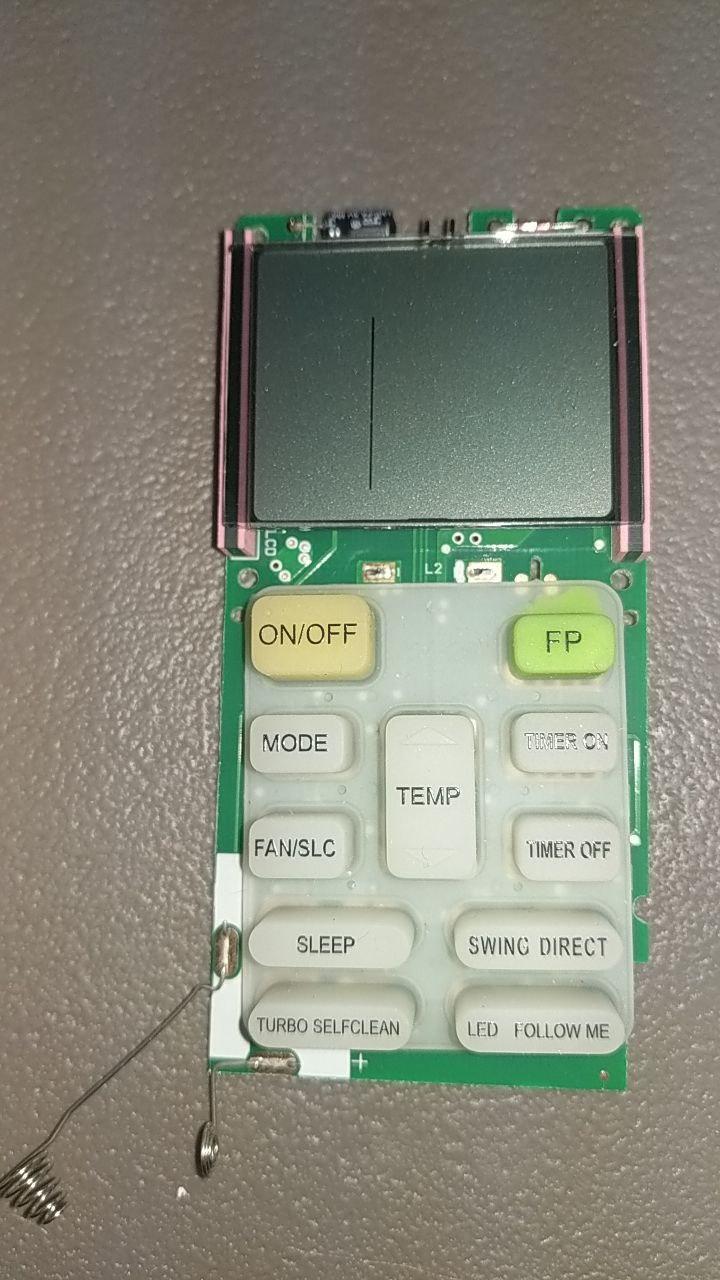 LCD
L2
ON/OFF
FP
MODE
TEMP
TIMER ON
FAN/SLC
TIMER OFF
SLEEP
SWING DIRECT
TURBO SELFCLEAN
LED FOLLOW ME
+